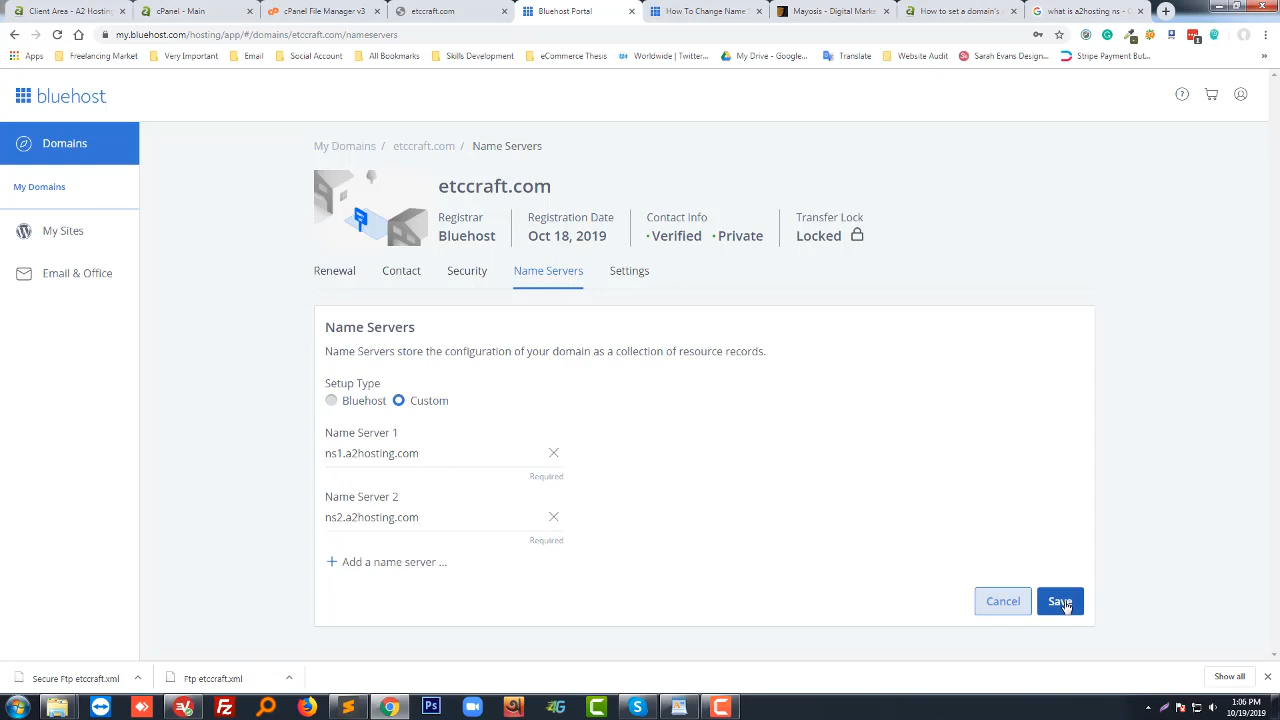 Client Area - A2 Hosting
cPanel - Main
cPanel File Manager v3
etccraft.com
Bluehost Portal
How To Change Name
Mayosis - Digital Marke
How to set a domain
what is a2hosting ns -
my.bluehost.com/hosting/app/#/domains/etccraft.com/nameservers
Apps
Freelancing Market
Very Important
Email
Social Account
All Bookmarks
Skills Development
eCommerce Thesis
Worldwide | Twitter...
My Drive - Google...
Translate
Website Audit
Sarah Evans Design...
Stripe Payment But...
bluehost
Domains
My Domains
My Sites
Email & Office
My Domains / etccraft.com / Name Servers
etccraft.com
Registrar
Bluehost
Registration Date
Oct 18, 2019
Contact Info
Verified Private
Transfer Lock
Locked
Renewal
Contact
Security
Name Servers
Settings
Name Servers
Name Servers store the configuration of your domain as a collection of resource records.
Setup Type
Bluehost Custom
Name Server 1
ns1.a2hosting.com
Required
Name Server 2
ns2.a2hosting.com
Required
+ Add a name server ...
Cancel
Save
Secure Ftp etccraft.xml
Ftp etccraft.xml
Show all
1:06 PM
10/19/2019